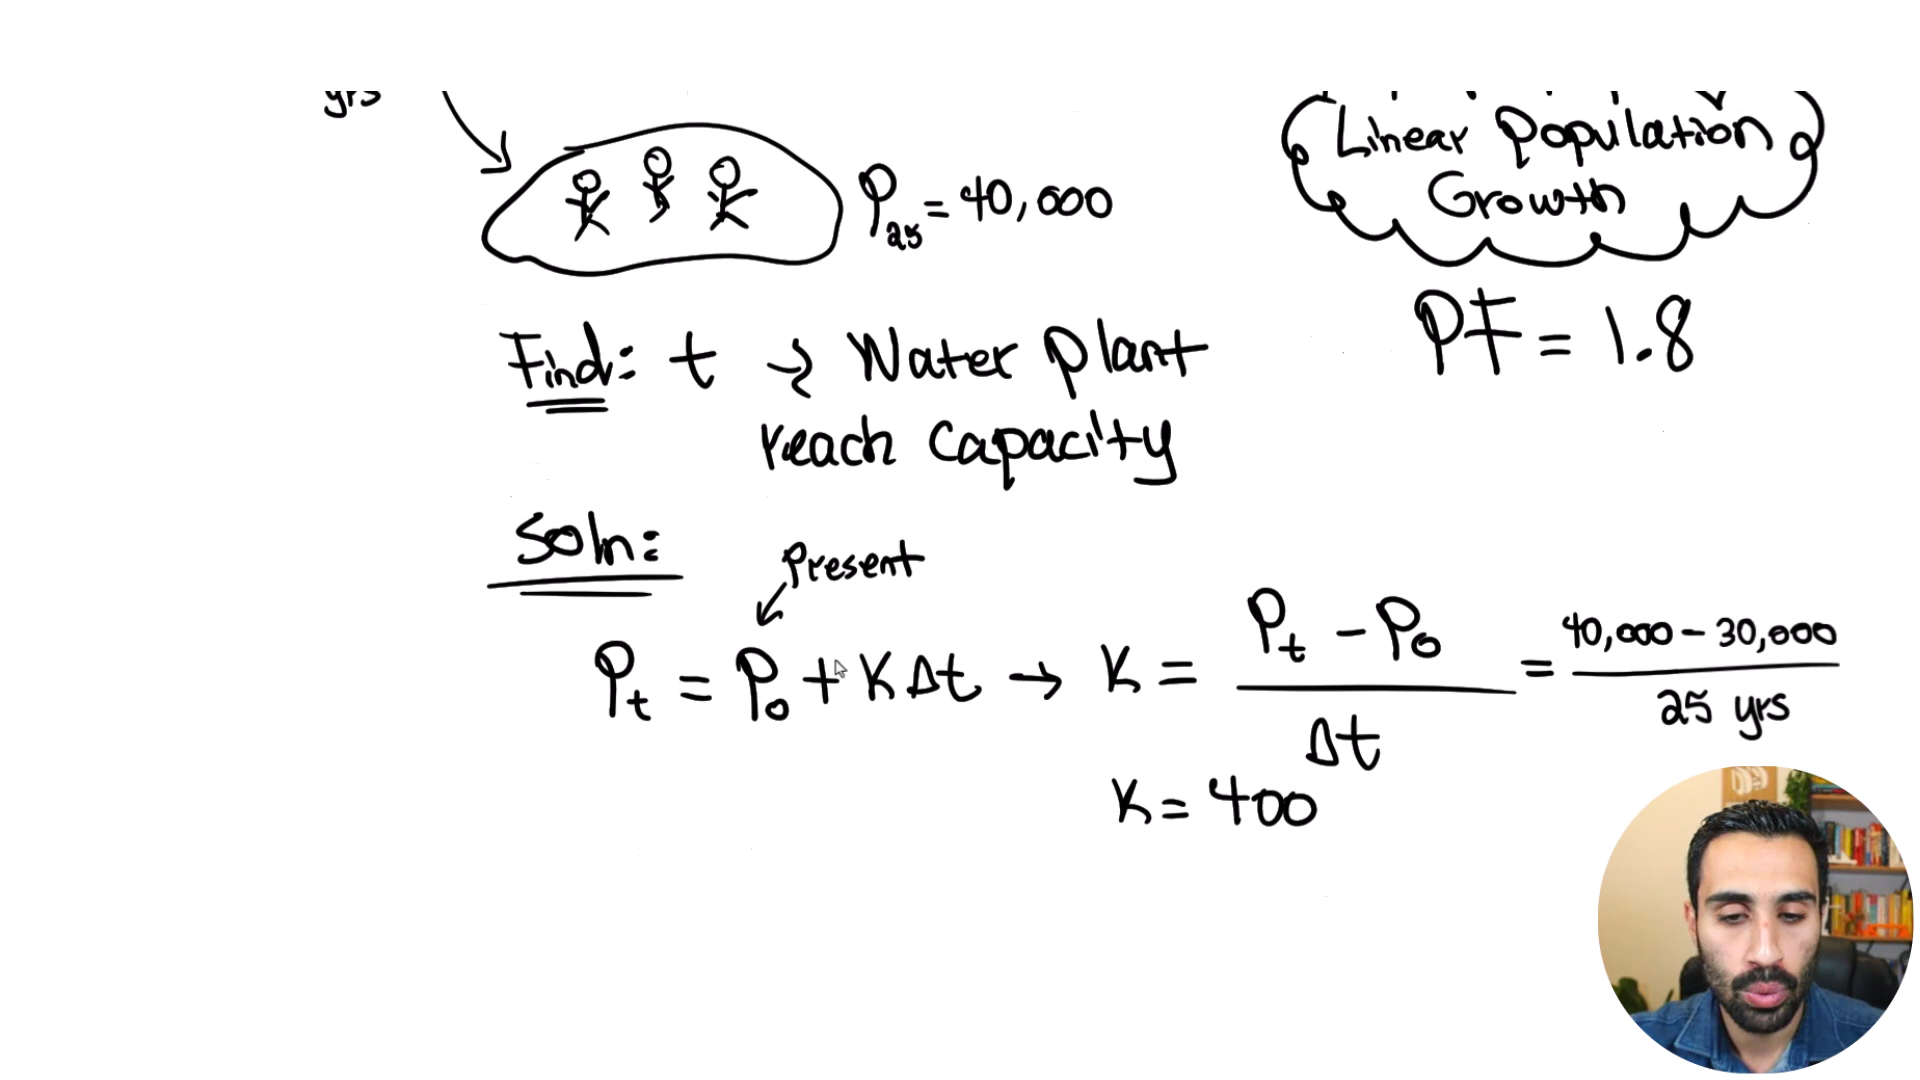 yrs
Linear Population
Growth
P25 = 40,000
PF = 1.8
Find: t → Water plant
reach capacity
Soln:
Present
Pt = P0 + K Δt → K = Pt - P0 / Δt = 40,000 - 30,000 / 25 yrs
K = 400